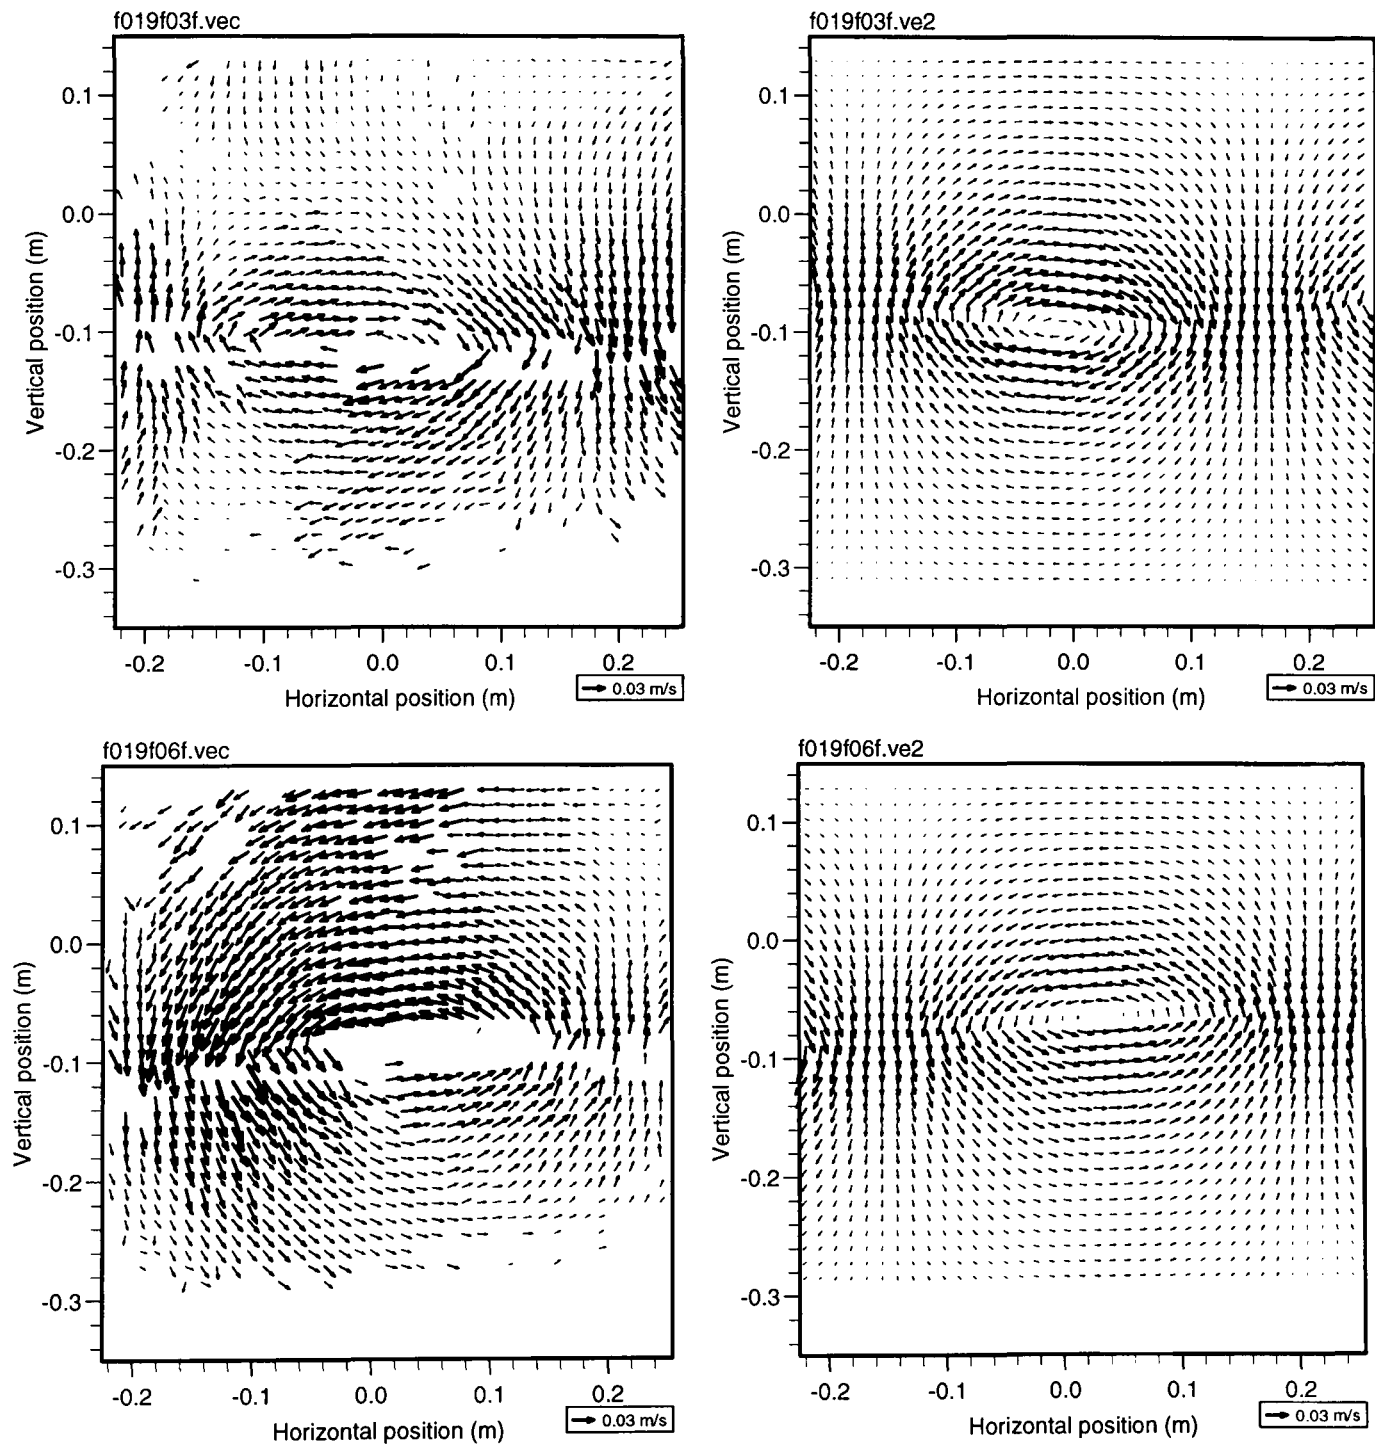 f019f03f.vec
0.1
0.0
-0.1
-0.2
-0.3
Vertical position (m)
-0.2 -0.1 0.0 0.1 0.2
Horizontal position (m)
0.03 m/s
f019f03f.ve2
0.1
0.0
-0.1
-0.2
-0.3
Vertical position (m)
-0.2 -0.1 0.0 0.1 0.2
Horizontal position (m)
0.03 m/s
f019f06f.vec
0.1
0.0
-0.1
-0.2
-0.3
Vertical position (m)
-0.2 -0.1 0.0 0.1 0.2
Horizontal position (m)
0.03 m/s
f019f06f.ve2
0.1
0.0
-0.1
-0.2
-0.3
Vertical position (m)
-0.2 -0.1 0.0 0.1 0.2
Horizontal position (m)
0.03 m/s